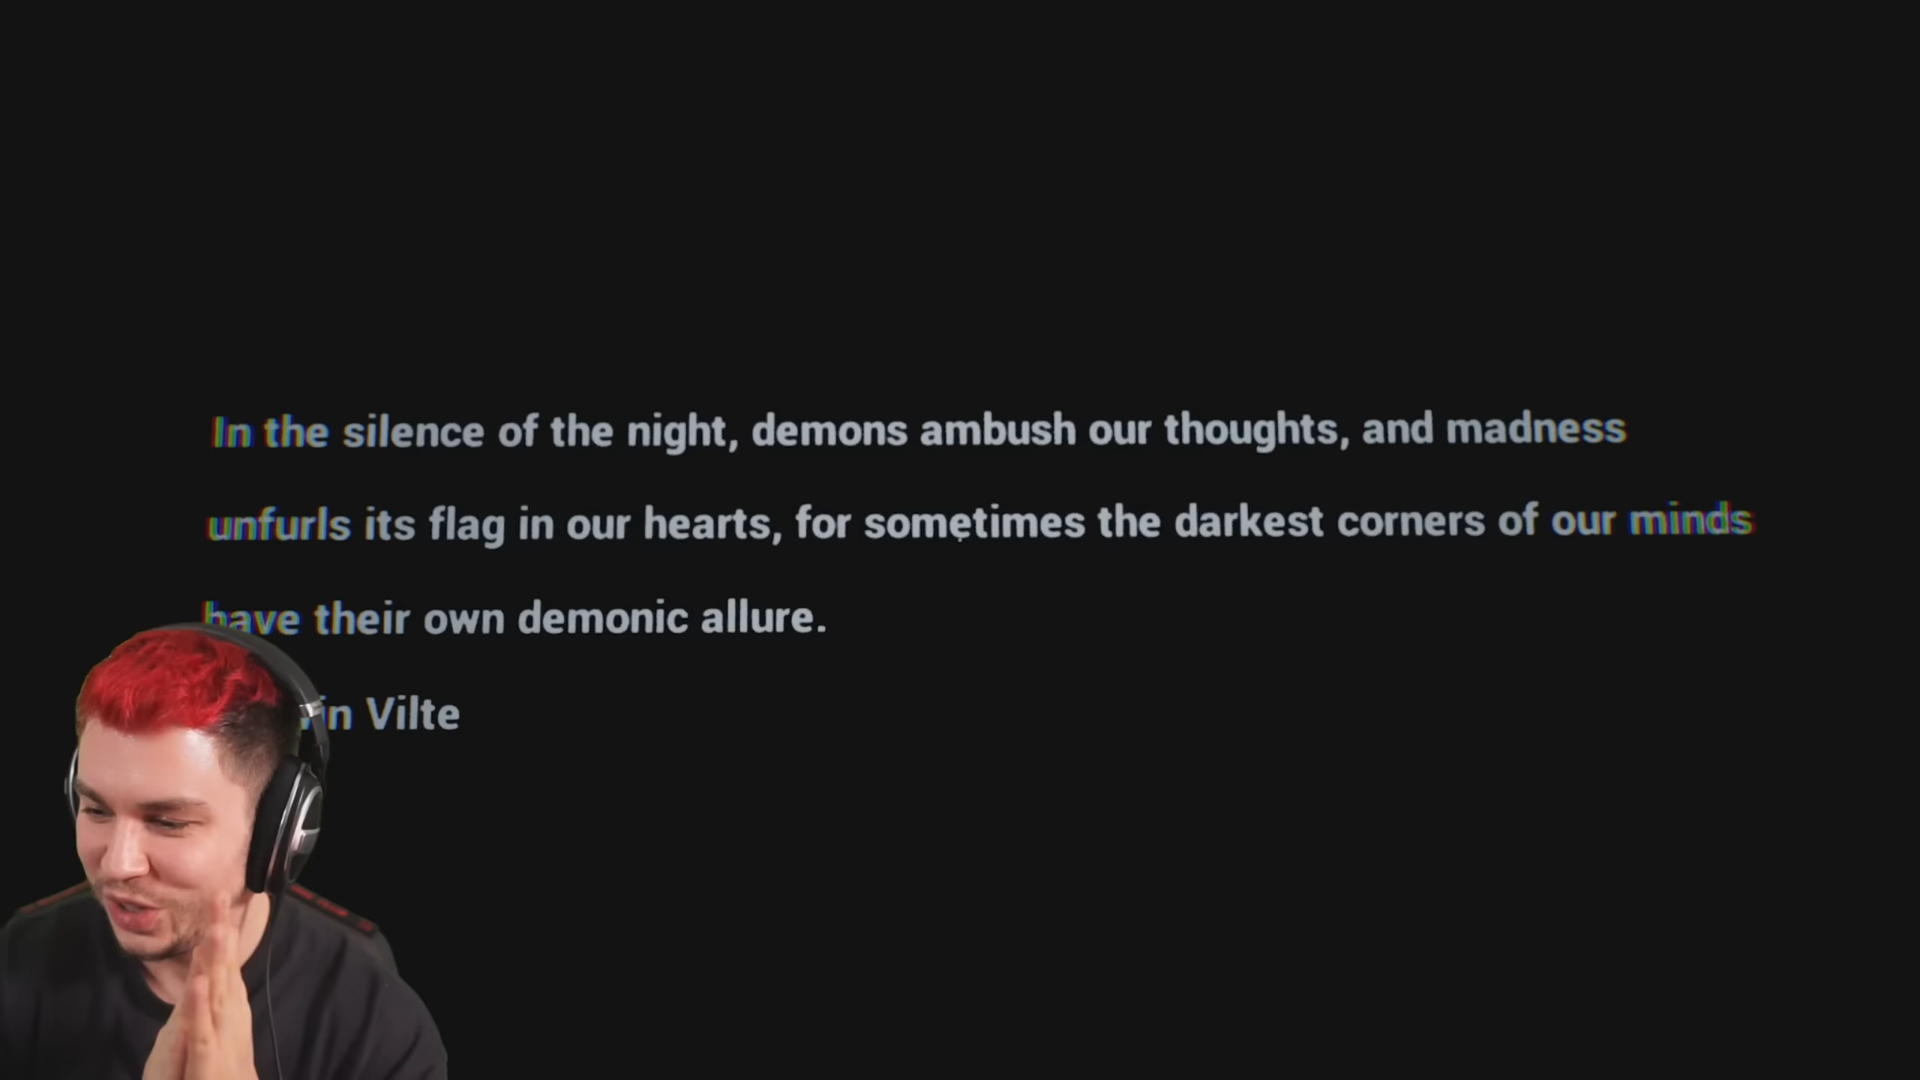 In the silence of the night, demons ambush our thoughts, and madness
unfurls its flag in our hearts, for sometimes the darkest corners of our minds
have their own demonic allure.
Vilte